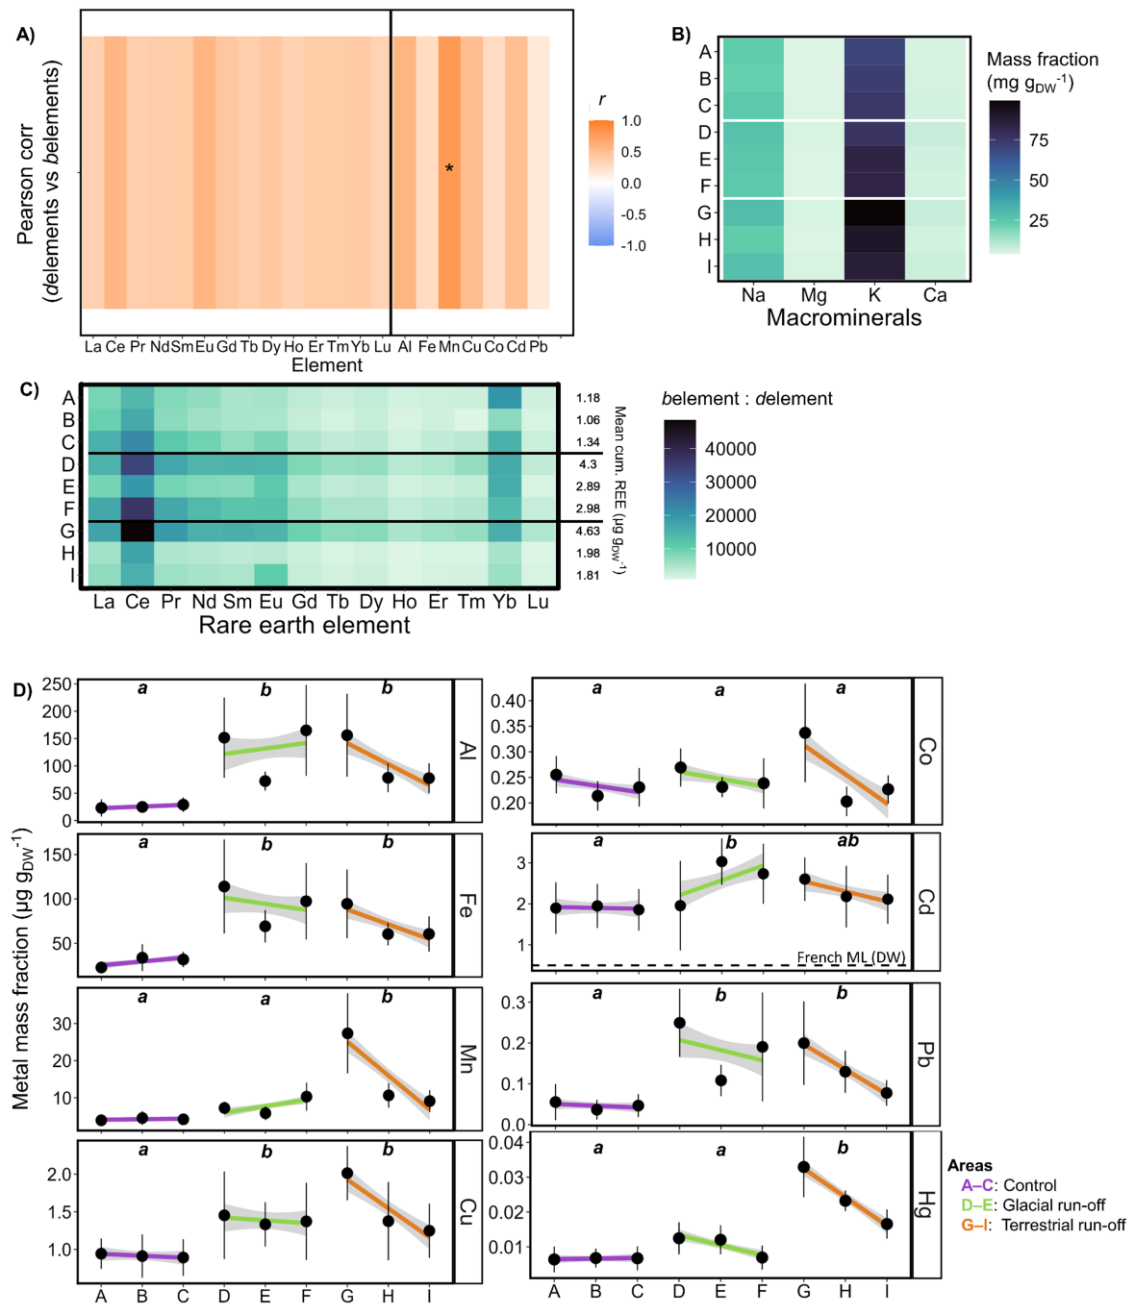 A)
Pearson corr
(delements vs belements)
*
r
1.0
0.5
0.0
-0.5
-1.0
La Ce Pr Nd Sm Eu Gd Tb Dy Ho Er Tm Yb Lu Al Fe Mn Cu Co Cd Pb
Element
B)
A
B
C
D
E
F
G
H
I
Na Mg K Ca
Macrominerals
Mass fraction
(mg gDW⁻¹)
75
50
25
C)
A 1.18
B 1.06
C 1.34
D 4.3
E 2.89
F 2.98
G 4.63
H 1.98
I 1.81
Mean cum. REE (µg gDW⁻¹)
La Ce Pr Nd Sm Eu Gd Tb Dy Ho Er Tm Yb Lu
Rare earth element
belement : delement
40000
30000
20000
10000
D)
Metal mass fraction (µg gDW⁻¹)
250
200
150
100
50
0
a b b
Al
150
100
50
a b b
Fe
30
20
10
a a b
Mn
2.0
1.5
1.0
a b b
Cu
A B C D E F G H I
0.40
0.35
0.30
0.25
0.20
a a a
Co
3
2
1
a b ab
French ML (DW)
Cd
0.3
0.2
0.1
0.0
a b b
Pb
0.04
0.03
0.02
0.01
a a b
Hg
A B C D E F G H I
Areas
A–C: Control
D–E: Glacial run-off
G–I: Terrestrial run-off